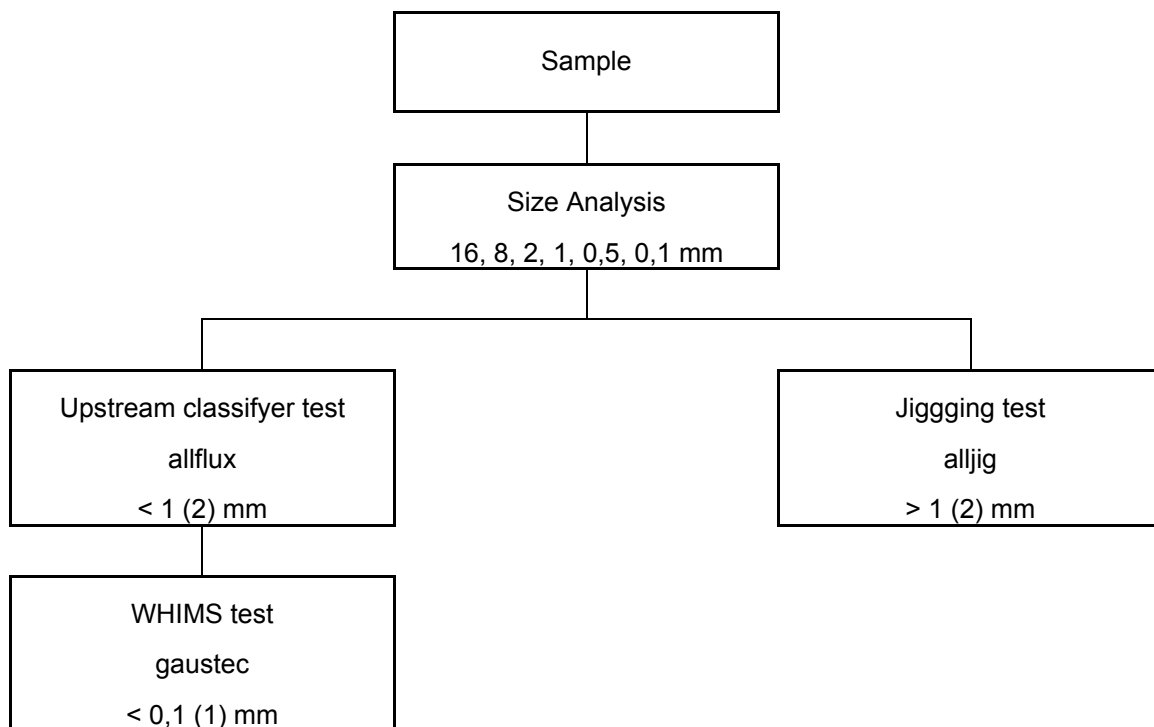 Sample
Size Analysis
16, 8, 2, 1, 0,5, 0,1 mm
Upstream classifyer test
allflux
< 1 (2) mm
Jiggging test
alljig
> 1 (2) mm
WHIMS test
gaustec
< 0,1 (1) mm